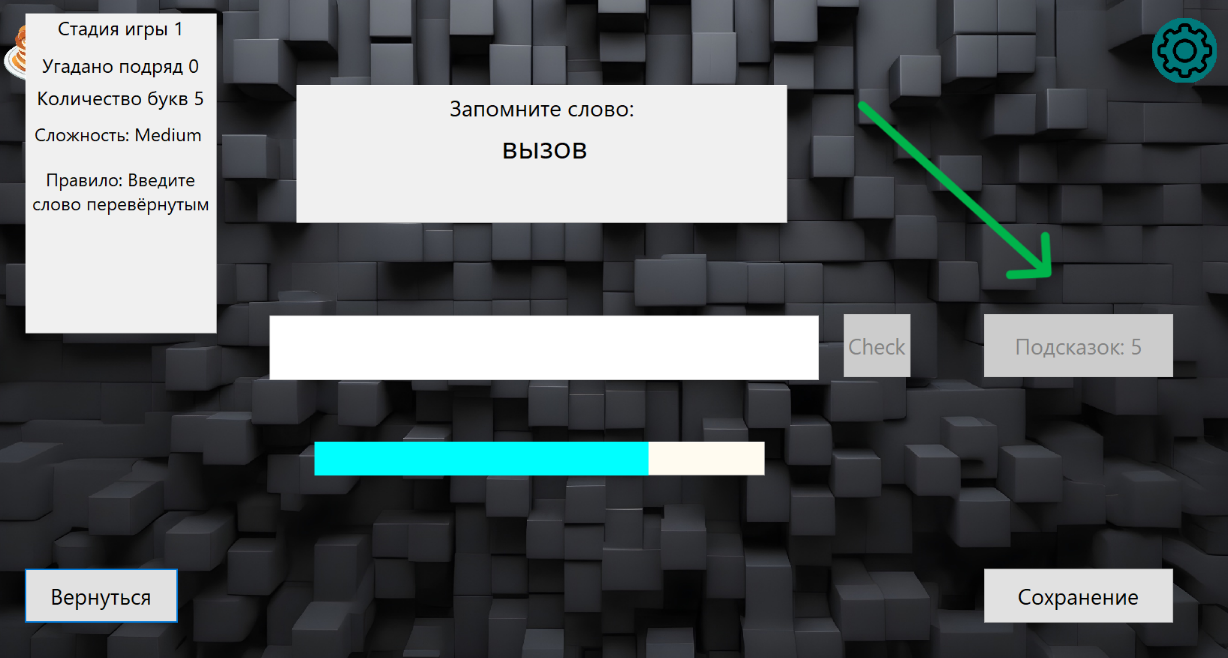 Стадия игры 1
Угадано подряд 0
Количество букв 5
Сложность: Medium
Правило: Введите
слово перевёрнутым
Запомните слово:
вызов
Check
Подсказок: 5
Вернуться
Сохранение